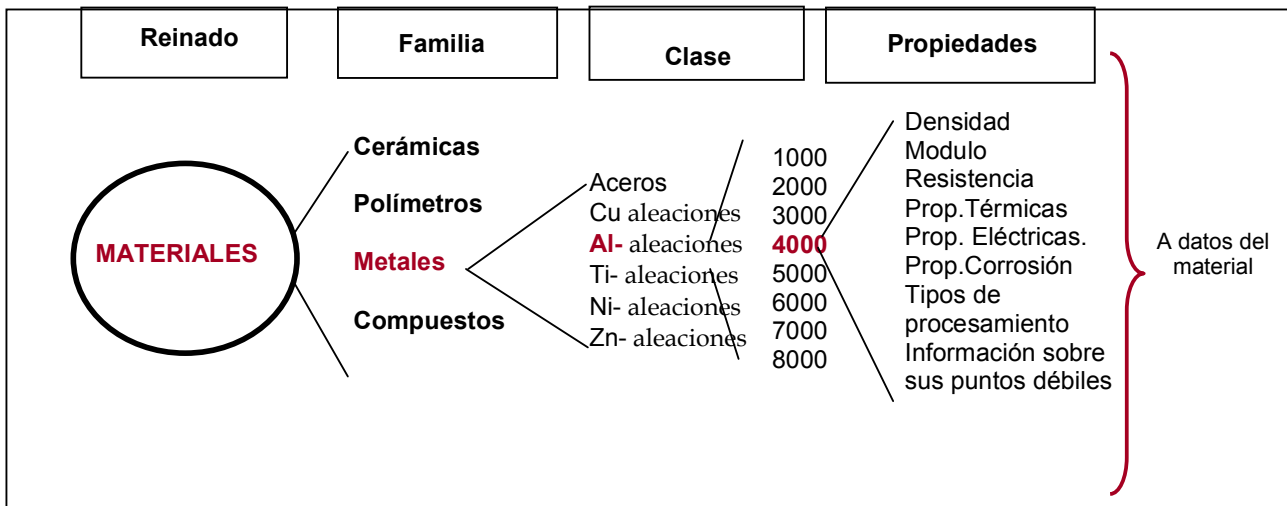 Reinado
Familia
Clase
Propiedades
MATERIALES
Cerámicas
Polímetros
Metales
Compuestos
Aceros
Cu aleaciones
Al- aleaciones
Ti- aleaciones
Ni- aleaciones
Zn- aleaciones
1000
2000
3000
4000
5000
6000
7000
8000
Densidad
Modulo
Resistencia
Prop.Térmicas
Prop. Eléctricas.
Prop.Corrosión
Tipos de
procesamiento
Información sobre
sus puntos débiles
A datos del
material